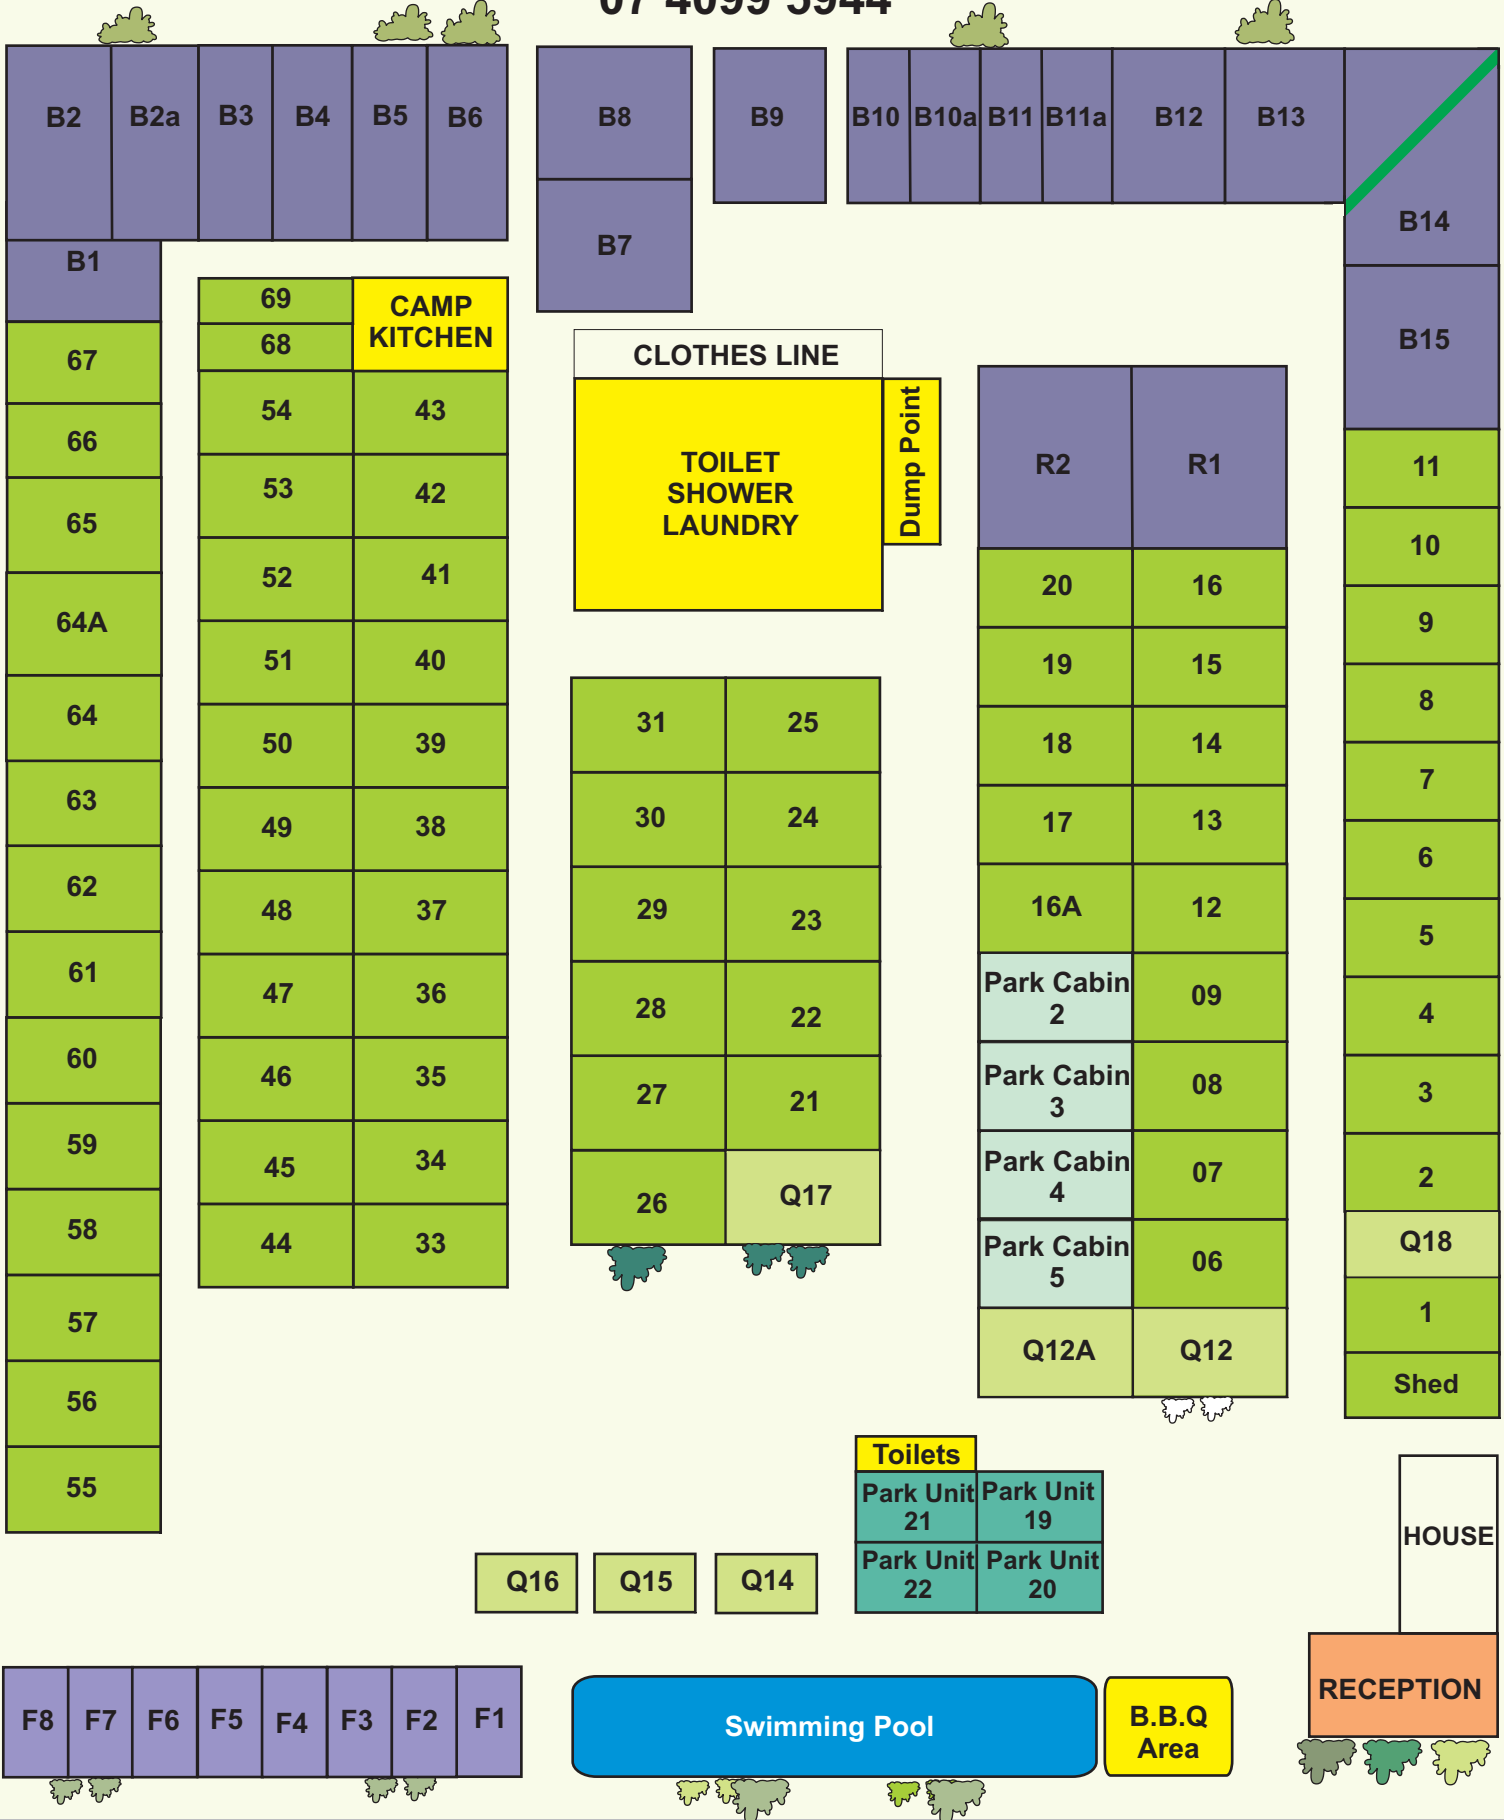 07 4099 5944
B2
B2a
B3
B4
B5
B6
B8
B9
B10
B10a
B11
B11a
B12
B13
B14
B1
B7
B15
69
68
CAMP
KITCHEN
CLOTHES LINE
TOILET
SHOWER
LAUNDRY
Dump Point
R2
R1
67
66
65
64A
64
63
62
61
60
59
58
57
56
55
54
53
52
51
50
49
48
47
46
45
44
43
42
41
40
39
38
37
36
35
34
33
31
30
29
28
27
26
25
24
23
22
21
Q17
20
19
18
17
16A
Park Cabin
2
Park Cabin
3
Park Cabin
4
Park Cabin
5
Q12A
16
15
14
13
12
09
08
07
06
Q12
11
10
9
8
7
6
5
4
3
2
Q18
1
Shed
Toilets
Park Unit
21
Park Unit
19
Park Unit
22
Park Unit
20
HOUSE
Q16
Q15
Q14
RECEPTION
F8
F7
F6
F5
F4
F3
F2
F1
Swimming Pool
B.B.Q
Area